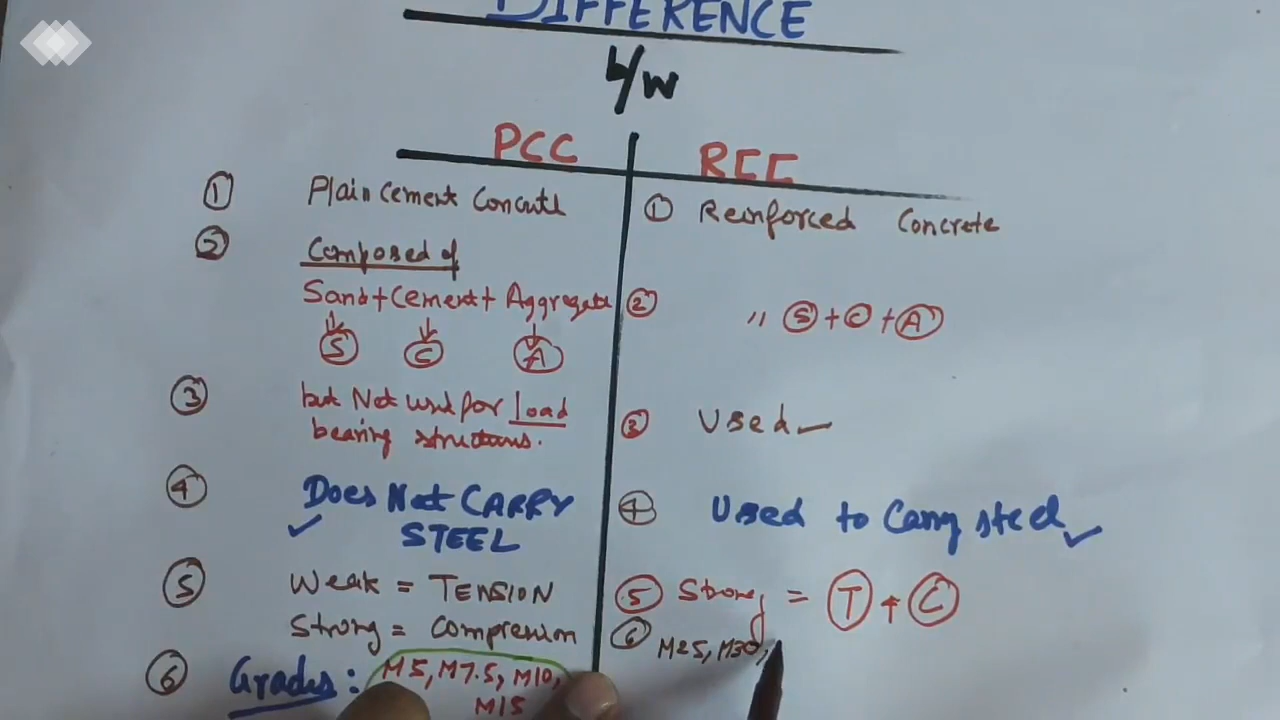 DIFFERENCE
b/w
PCC
RCC
① Plain Cement Concrete
① Reinforced Concrete
② Composed of
Sand+Cement+Aggregate
S C A
② " S+C+A
③ but Not used for load
bearing structures.
③ Used
④ Does Not CARRY
STEEL
④ Used to Carry steel
⑤ Weak = TENSION
Strong = Compression
⑤ Strong = T + C
⑥ Grades: M5, M7.5, M10,
M15
⑥ M25, M30,